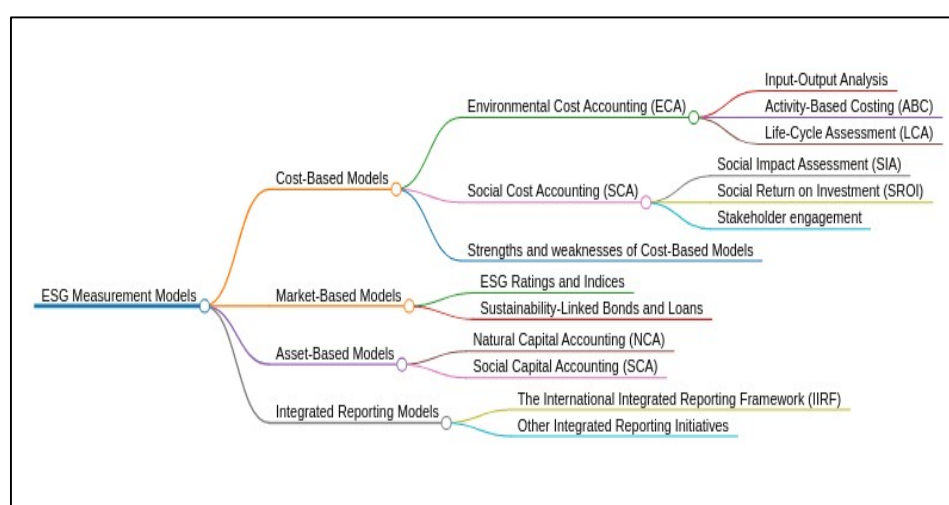 ESG Measurement Models
Cost-Based Models
Environmental Cost Accounting (ECA)
Input-Output Analysis
Activity-Based Costing (ABC)
Life-Cycle Assessment (LCA)
Social Cost Accounting (SCA)
Social Impact Assessment (SIA)
Social Return on Investment (SROI)
Stakeholder engagement
Strengths and weaknesses of Cost-Based Models
Market-Based Models
ESG Ratings and Indices
Sustainability-Linked Bonds and Loans
Asset-Based Models
Natural Capital Accounting (NCA)
Social Capital Accounting (SCA)
Integrated Reporting Models
The International Integrated Reporting Framework (IIRF)
Other Integrated Reporting Initiatives